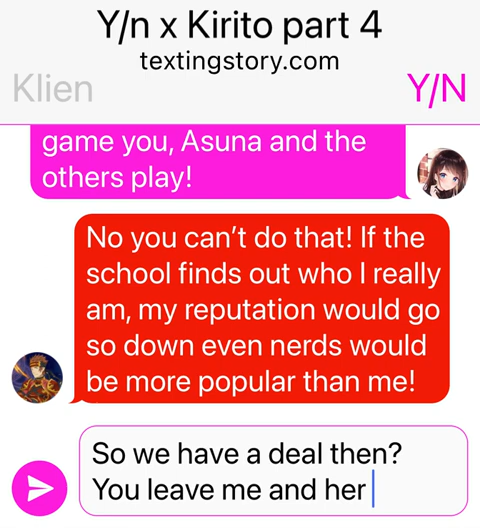 Y/n x Kirito part 4
textingstory.com
Klien
Y/N
game you, Asuna and the
others play!
No you can’t do that! If the
school finds out who I really
am, my reputation would go
so down even nerds would
be more popular than me!
So we have a deal then?
You leave me and her